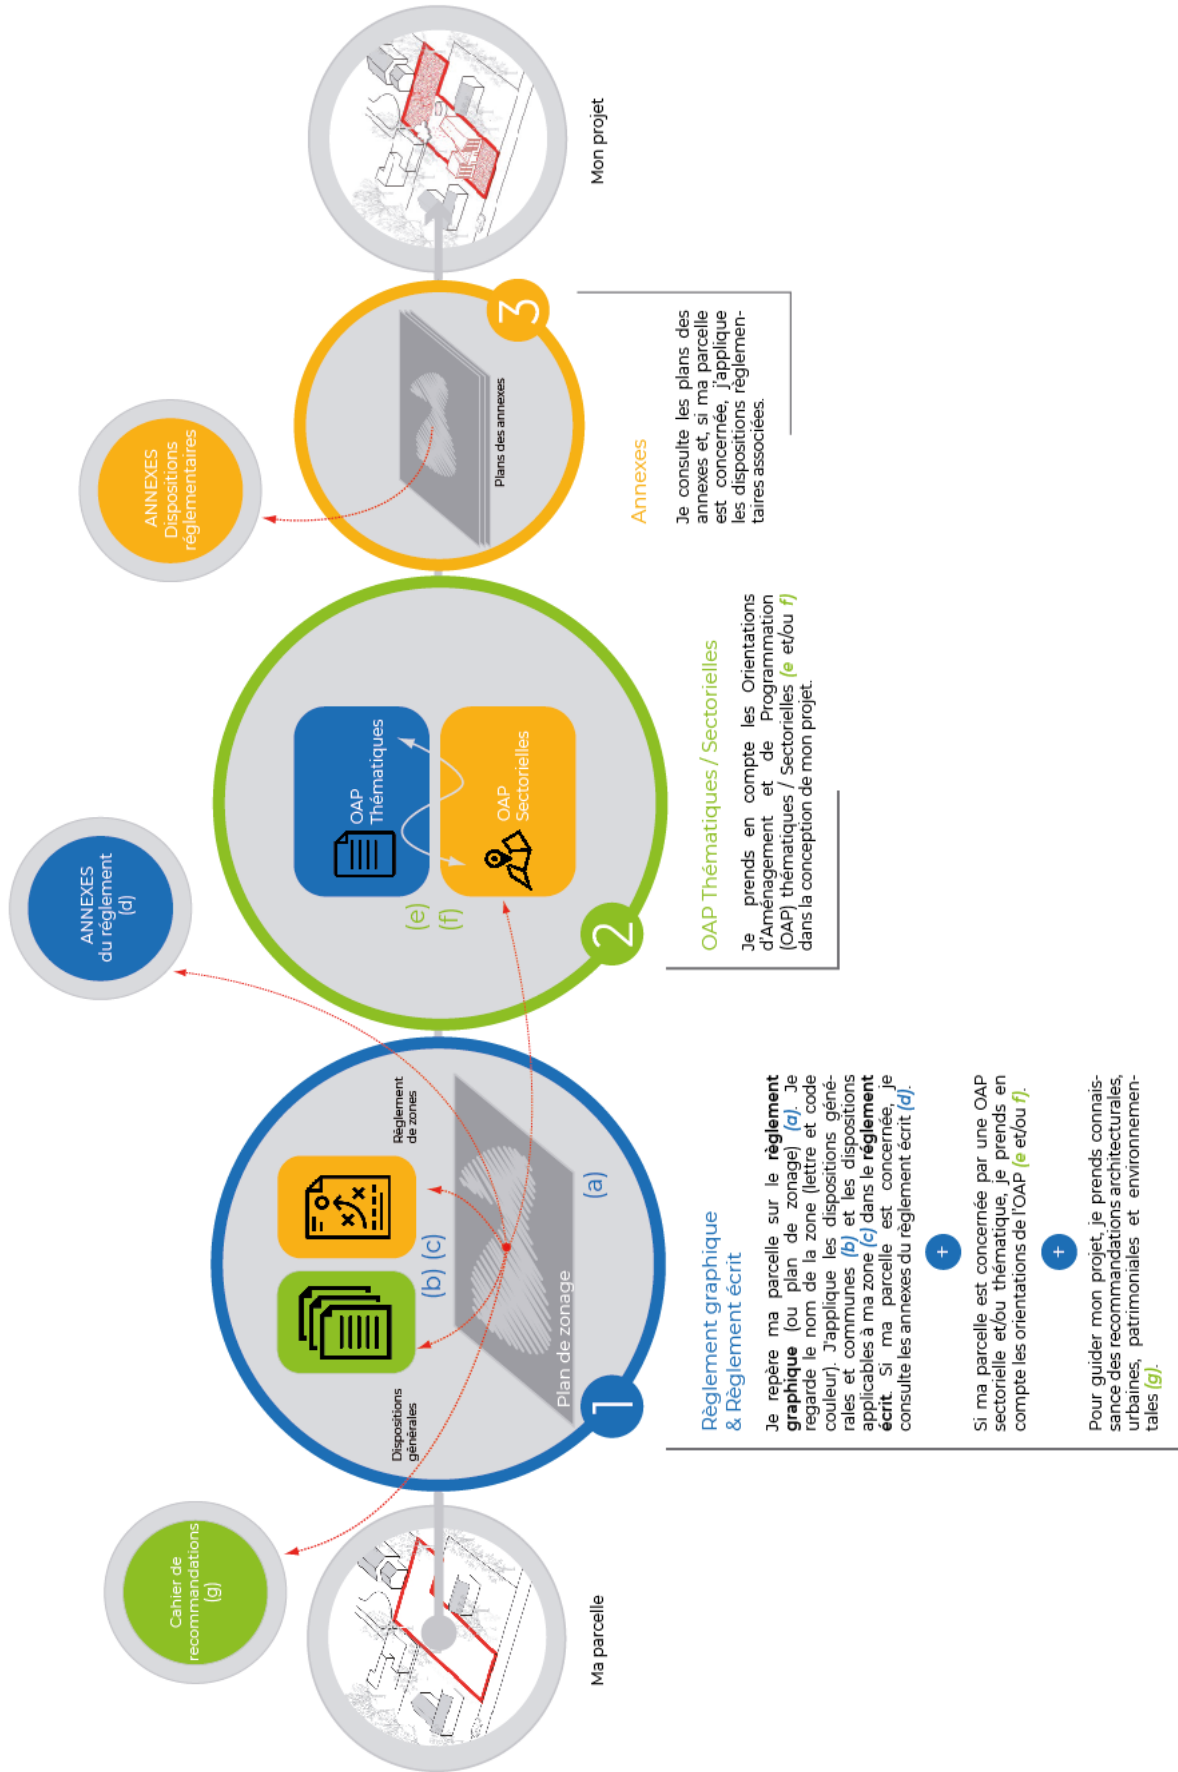 Cahier de
recommandations
(g)
ANNEXES
du réglement
(d)
ANNEXES
Dispositions
réglementaires
Ma parcelle
Dispositions
générales
Règlement
de zones
(b) (c)
Plan de zonage
(a)
1
OAP
Thématiques
(e)
(f)
OAP
Sectorielles
2
Plans des annexes
3
Mon projet
Règlement graphique
& Règlement écrit
Je repère ma parcelle sur le règlement
graphique (ou plan de zonage) (a). Je
regarde le nom de la zone (lettre et code
couleur). J'applique les dispositions géné-
rales et communes (b) et les dispositions
applicables à ma zone (c) dans le réglement
écrit. Si ma parcelle est concernée, je
consulte les annexes du règlement écrit (d).
+
Si ma parcelle est concernée par une OAP
sectorielle et/ou thématique, je prends en
compte les orientations de l'OAP (e et/ou f).
+
Pour guider mon projet, je prends connais-
sance des recommandations architecturales,
urbaines, patrimoniales et environnemen-
tales (g).
OAP Thématiques / Sectorielles
Je prends en compte les Orientations
d'Aménagement et de Programmation
(OAP) thématiques / Sectorielles (e et/ou f)
dans la conception de mon projet.
Annexes
Je consulte les plans des
annexes et, si ma parcelle
est concernée, j'applique
les dispositions règlemen-
taires associées.